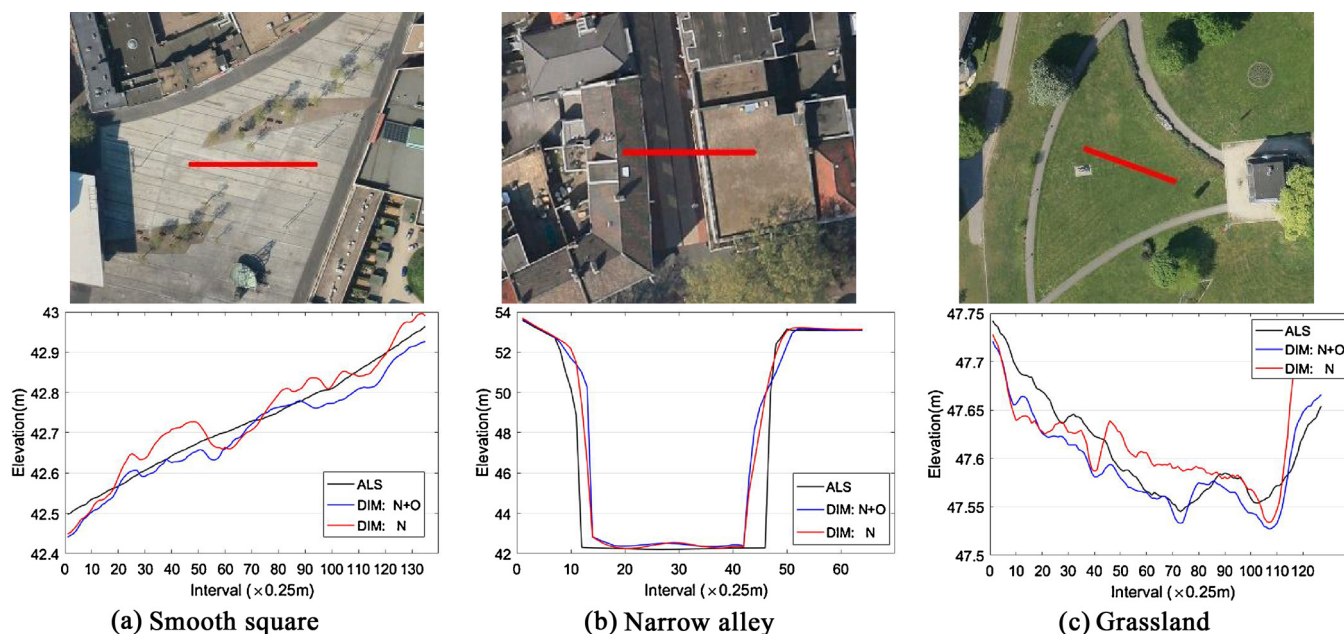 43
42.9
42.8
42.7
42.6
42.5
42.4
Elevation(m)
ALS
DIM: N+O
DIM: N
0 10 20 30 40 50 60 70 80 90 100 110 120 130
Interval (×0.25m)
(a) Smooth square
54
52
50
48
46
44
42
Elevation(m)
ALS
DIM: N+O
DIM: N
0 10 20 30 40 50 60
Interval (×0.25m)
(b) Narrow alley
47.75
47.7
47.65
47.6
47.55
47.5
Elevation(m)
ALS
DIM: N+O
DIM: N
0 10 20 30 40 50 60 70 80 90 100 110 120
Interval (×0.25m)
(c) Grassland